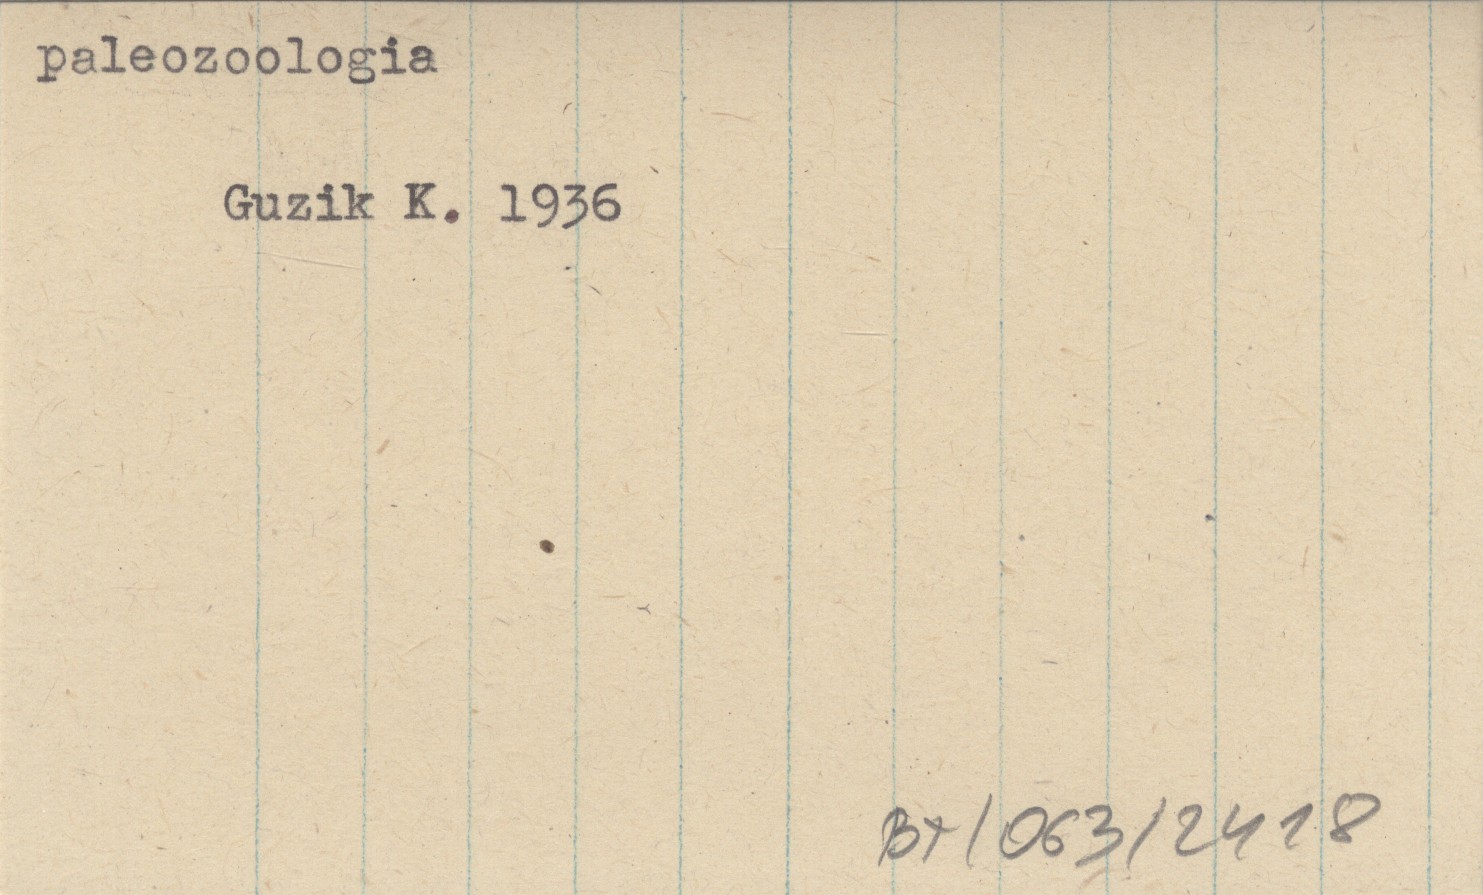 paleozoologia
Guzik K. 1936
BT/063/2418